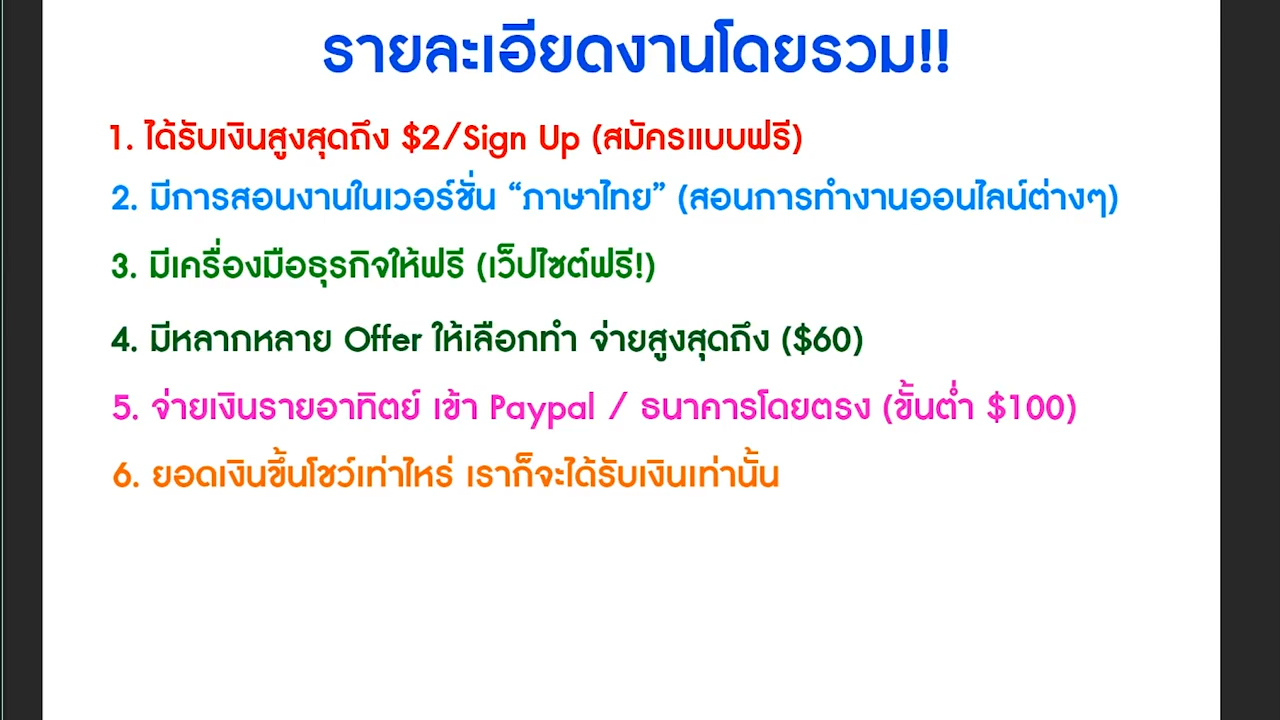 รายละเอียดงานโดยรวม!!
1. ได้รับเงินสูงสุดถึง $2/Sign Up (สมัครแบบฟรี)
2. มีการสอนงานในเวอร์ชั่น “ภาษาไทย” (สอนการทำงานออนไลน์ต่างๆ)
3. มีเครื่องมือธุรกิจให้ฟรี (เว็ปไซต์ฟรี!)
4. มีหลากหลาย Offer ให้เลือกทำ จ่ายสูงสุดถึง ($60)
5. จ่ายเงินรายอาทิตย์ เข้า Paypal / ธนาคารโดยตรง (ขั้นต่ำ $100)
6. ยอดเงินขึ้นโชว์เท่าไหร่ เราก็จะได้รับเงินเท่านั้น